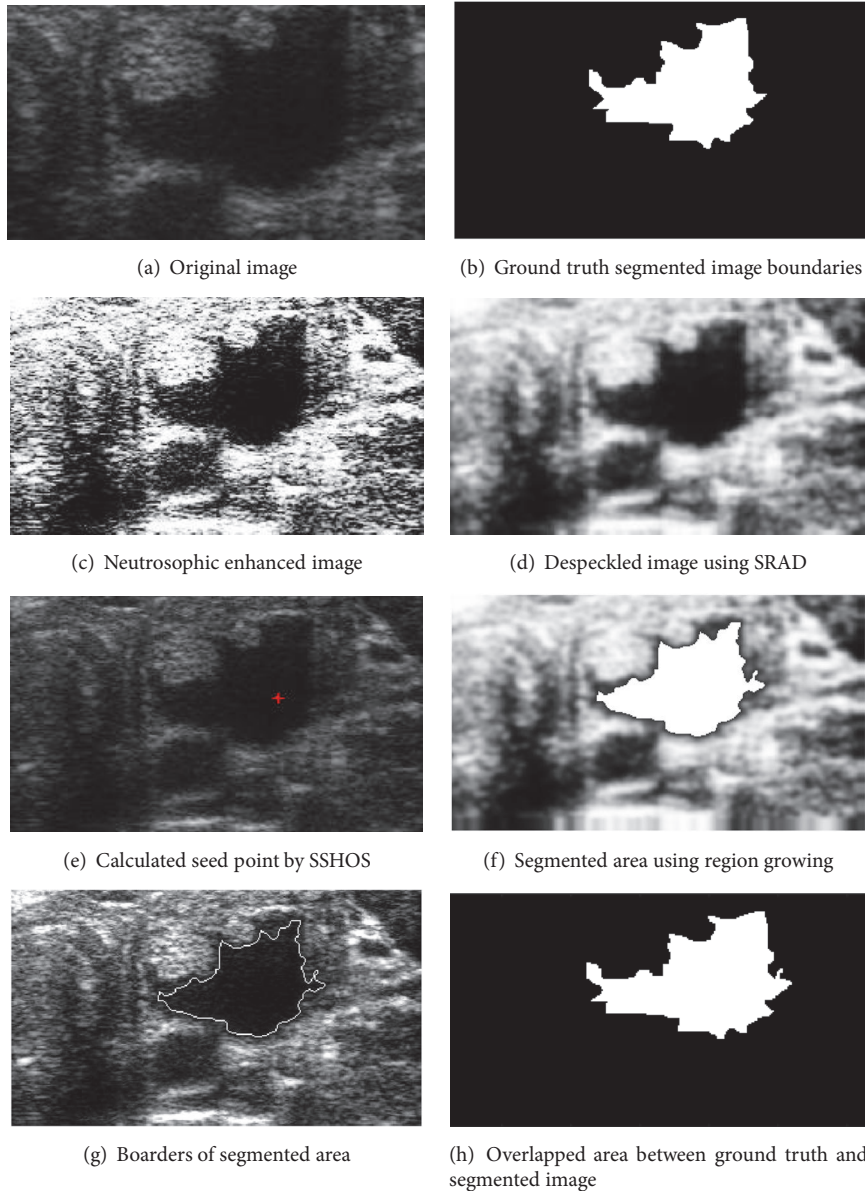 (a) Original image
(b) Ground truth segmented image boundaries
(c) Neutrosophic enhanced image
(d) Despeckled image using SRAD
(e) Calculated seed point by SSHOS
(f) Segmented area using region growing
(g) Boarders of segmented area
(h) Overlapped area between ground truth and
segmented image